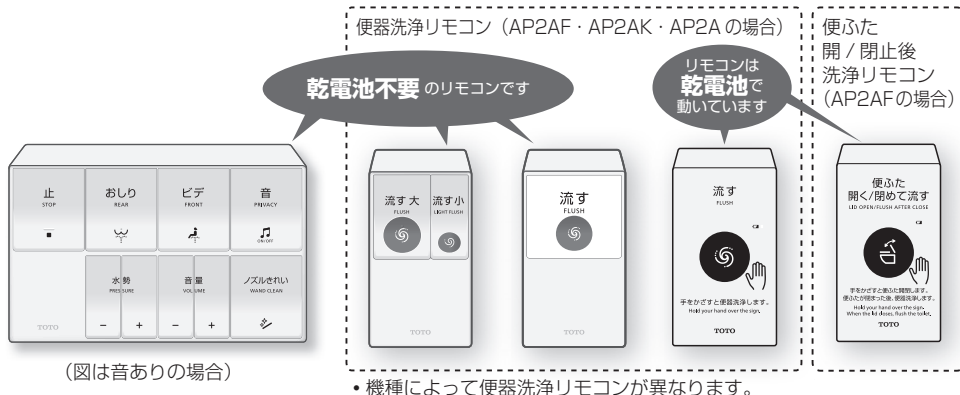 便器洗浄リモコン（AP2AF・AP2AK・AP2Aの場合）
便ふた
開 / 閉止後
洗浄リモコン
（AP2AFの場合）
乾電池不要 のリモコンです
リモコンは
乾電池で
動いています
止
STOP
おしり
REAR
ビデ
FRONT
音
PRIVACY
ON/OFF
水勢
PRESSURE
- +
音量
VOLUME
- +
ノズルきれい
WAND CLEAN
TOTO
（図は音ありの場合）
流す大
FLUSH
流す小
LIGHT FLUSH
TOTO
流す
FLUSH
TOTO
流す
FLUSH
手をかざすと便器洗浄します。
Hold your hand over the sign.
TOTO
便ふた
開く/閉めて流す
LID OPEN/FLUSH AFTER CLOSE
手をかざすと便ふた開閉します。
便ふたが閉まった後、便器洗浄します。
Hold your hand over the sign.
When the lid closes, flush the toilet.
TOTO
• 機種によって便器洗浄リモコンが異なります。